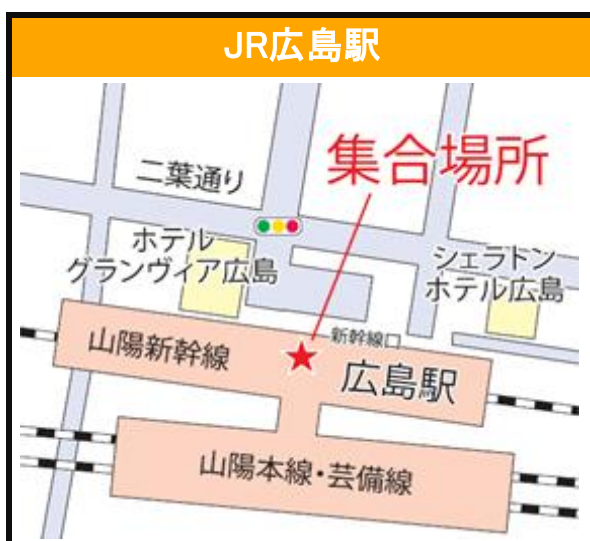 JR広島駅
集合場所
二葉通り
ホテル
グランヴィア広島
シェラトン
ホテル広島
新幹線口
山陽新幹線
広島駅
山陽本線・芸備線